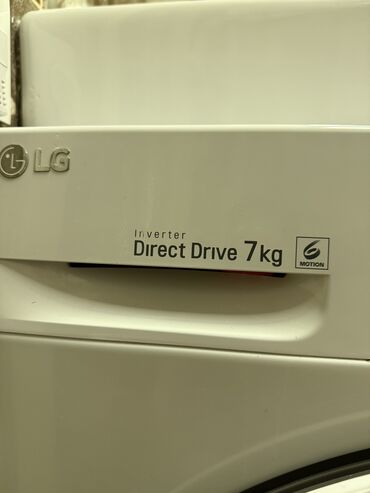 LG
Inverter
Direct Drive 7kg
6
MOTION